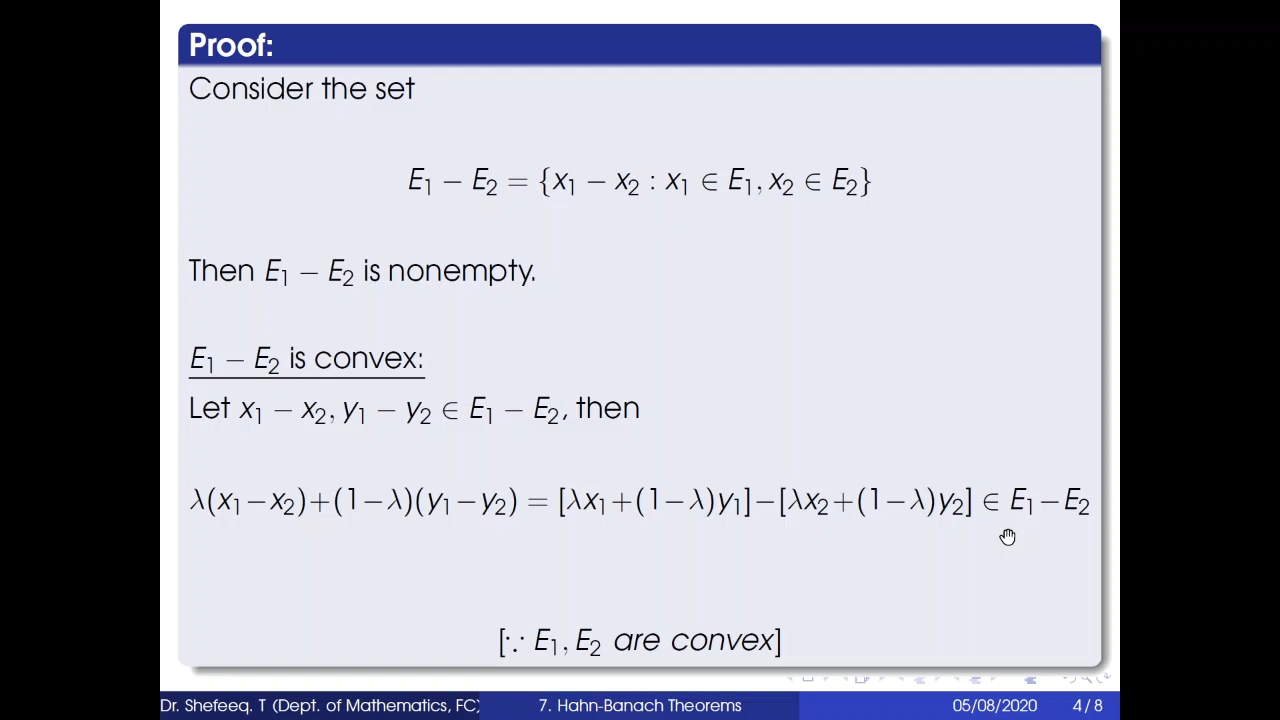 Proof:
Consider the set
E₁ − E₂ = {x₁ − x₂ : x₁ ∈ E₁, x₂ ∈ E₂}
Then E₁ − E₂ is nonempty.
E₁ − E₂ is convex:
Let x₁ − x₂, y₁ − y₂ ∈ E₁ − E₂, then
λ(x₁−x₂)+(1−λ)(y₁−y₂) = [λx₁+(1−λ)y₁]−[λx₂+(1−λ)y₂] ∈ E₁−E₂
[∵ E₁, E₂ are convex]
Dr. Shefeeq. T (Dept. of Mathematics, FC) 7. Hahn-Banach Theorems 05/08/2020 4 / 8